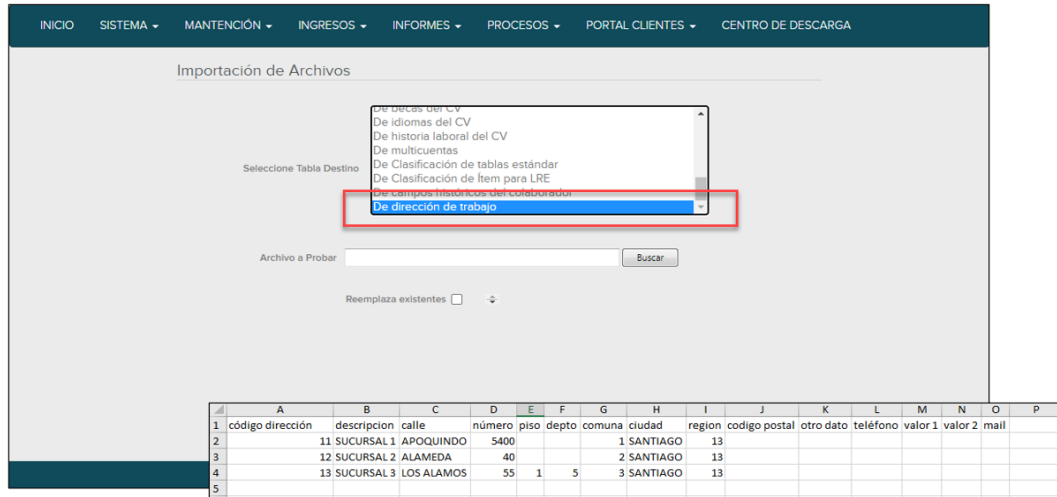 INICIO SISTEMA MANTENCIÓN INGRESOS INFORMES PROCESOS PORTAL CLIENTES CENTRO DE DESCARGA
Importación de Archivos
De becas del CV
De idiomas del CV
De historia laboral del CV
De multicuentas
Seleccione Tabla Destino De Clasificación de tablas estándar
De Clasificación de Ítem para LRE
De campos históricos del colaborador
De dirección de trabajo
Archivo a Probar Buscar
Reemplaza existentes
A B C D E F G H I J K L M N O P
1 código dirección descripcion calle número piso depto comuna ciudad region codigo postal otro dato teléfono valor 1 valor 2 mail
2 11 SUCURSAL 1 APOQUINDO 5400 1 SANTIAGO 13
3 12 SUCURSAL 2 ALAMEDA 40 2 SANTIAGO 13
4 13 SUCURSAL 3 LOS ALAMOS 55 1 5 3 SANTIAGO 13
5